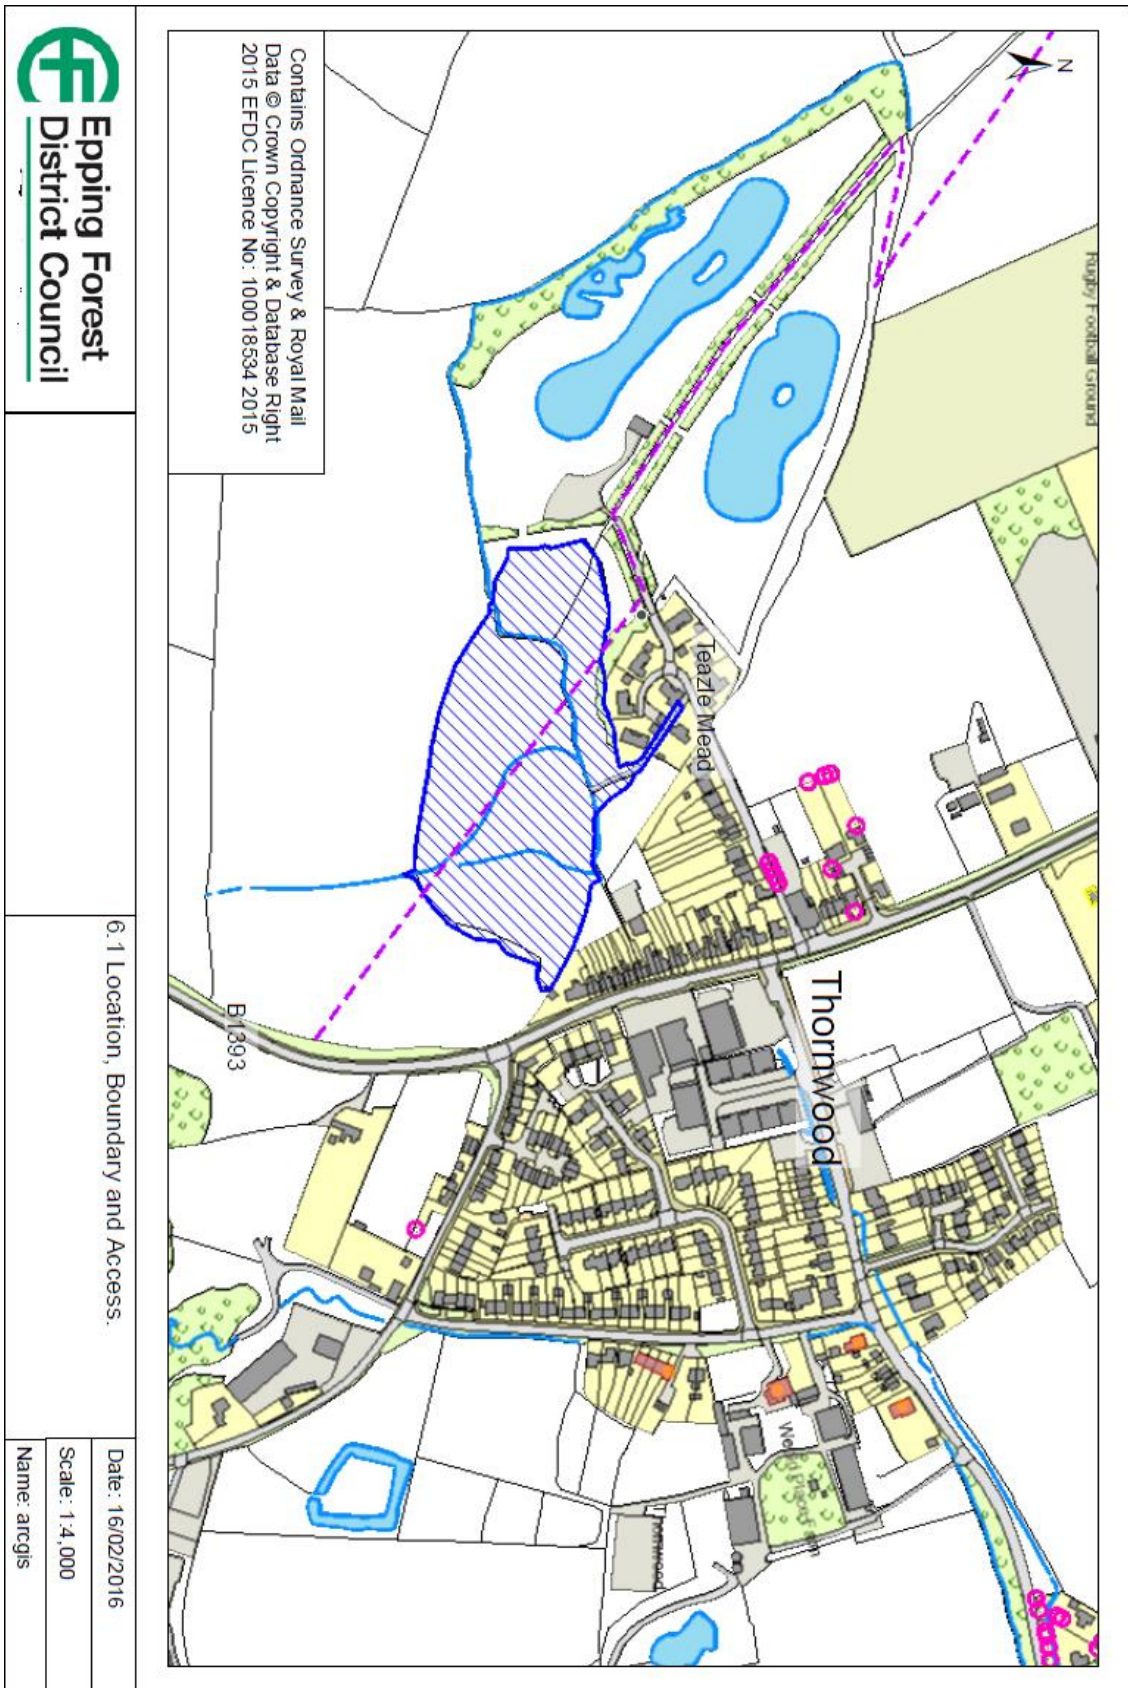 N
Rugby Football Ground
Contains Ordnance Survey & Royal Mail
Data © Crown Copyright & Database Right
2015 EFDC Licence No: 100018534 2015
Teazle Mead
Thornwood
B1393
Epping Forest
District Council
6.1 Location, Boundary and Access.
Date: 16/02/2016
Scale: 1:4,000
Name: arcgis